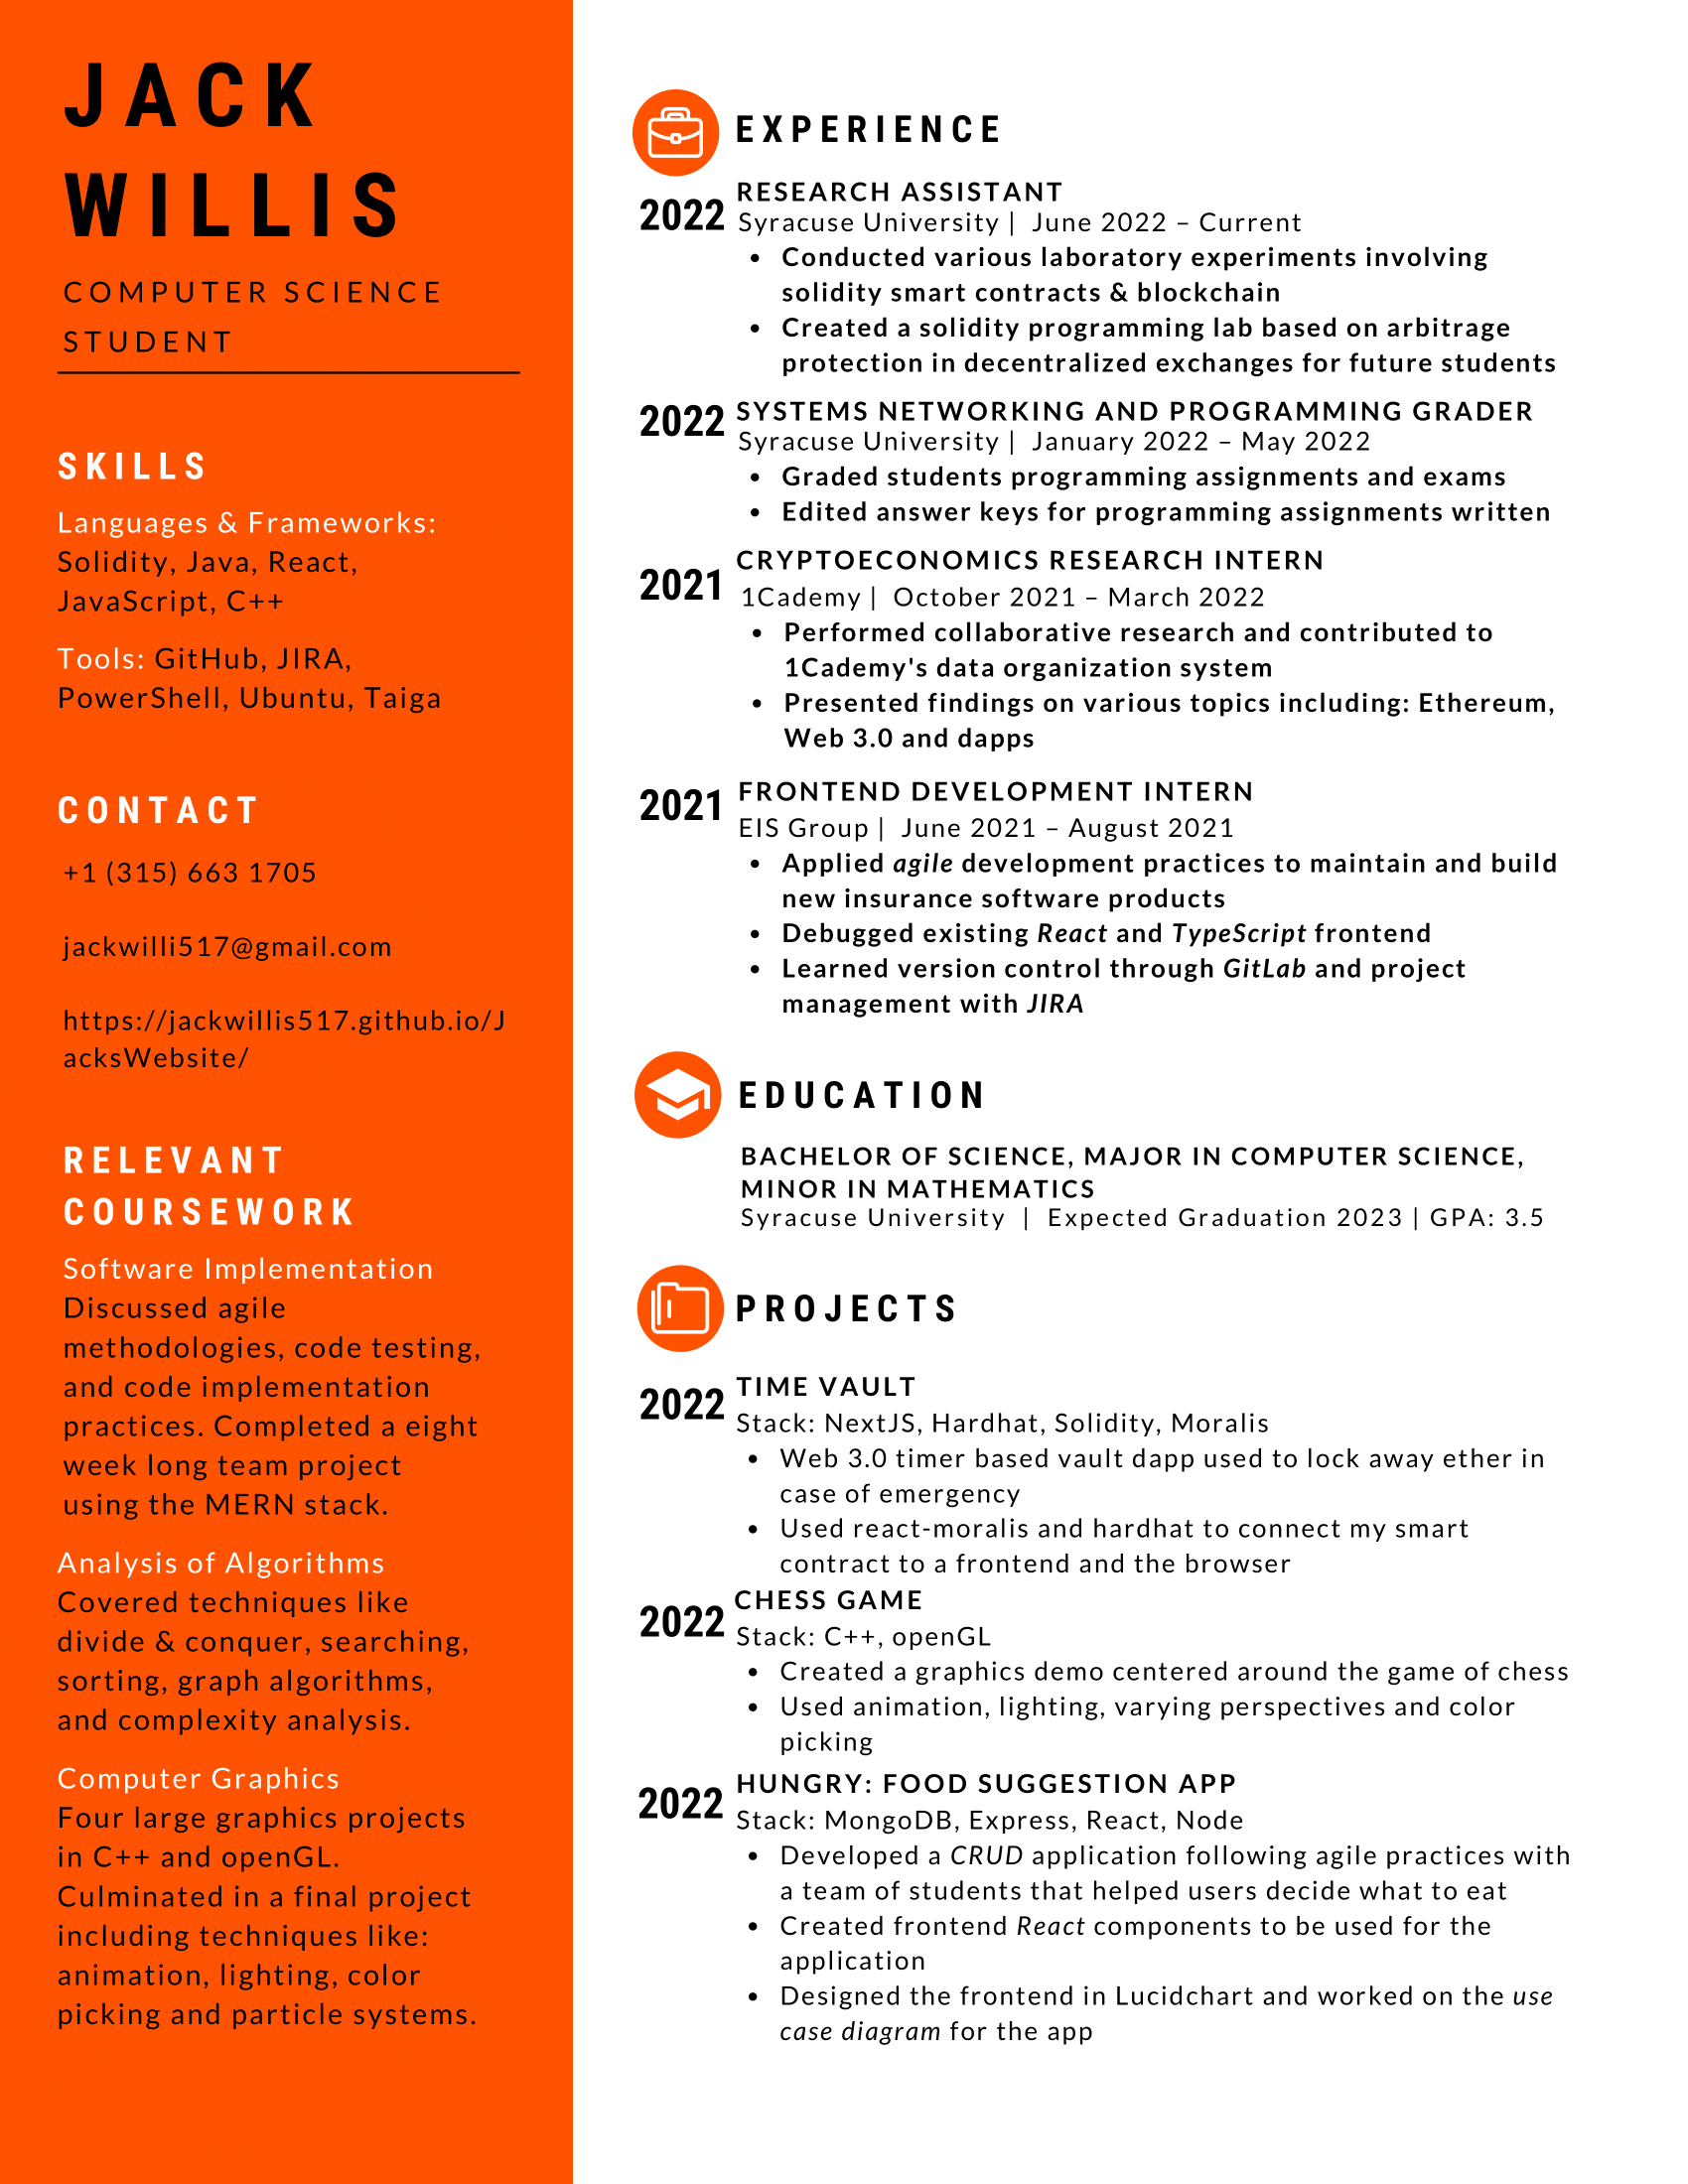 JACK
WILLIS
COMPUTER SCIENCE
STUDENT
SKILLS
Languages & Frameworks:
Solidity, Java, React,
JavaScript, C++
Tools: GitHub, JIRA,
PowerShell, Ubuntu, Taiga
CONTACT
+1 (315) 663 1705
jackwilli517@gmail.com
https://jackwillis517.github.io/J
acksWebsite/
RELEVANT
COURSEWORK
Software Implementation
Discussed agile
methodologies, code testing,
and code implementation
practices. Completed a eight
week long team project
using the MERN stack.
Analysis of Algorithms
Covered techniques like
divide & conquer, searching,
sorting, graph algorithms,
and complexity analysis.
Computer Graphics
Four large graphics projects
in C++ and openGL.
Culminated in a final project
including techniques like:
animation, lighting, color
picking and particle systems.
EXPERIENCE
2022
RESEARCH ASSISTANT
Syracuse University | June 2022 – Current
• Conducted various laboratory experiments involving
solidity smart contracts & blockchain
• Created a solidity programming lab based on arbitrage
protection in decentralized exchanges for future students
2022
SYSTEMS NETWORKING AND PROGRAMMING GRADER
Syracuse University | January 2022 – May 2022
• Graded students programming assignments and exams
• Edited answer keys for programming assignments written
2021
CRYPTOECONOMICS RESEARCH INTERN
1Cademy | October 2021 – March 2022
• Performed collaborative research and contributed to
1Cademy's data organization system
• Presented findings on various topics including: Ethereum,
Web 3.0 and dapps
2021
FRONTEND DEVELOPMENT INTERN
EIS Group | June 2021 – August 2021
• Applied agile development practices to maintain and build
new insurance software products
• Debugged existing React and TypeScript frontend
• Learned version control through GitLab and project
management with JIRA
EDUCATION
BACHELOR OF SCIENCE, MAJOR IN COMPUTER SCIENCE,
MINOR IN MATHEMATICS
Syracuse University | Expected Graduation 2023 | GPA: 3.5
PROJECTS
2022
TIME VAULT
Stack: NextJS, Hardhat, Solidity, Moralis
• Web 3.0 timer based vault dapp used to lock away ether in
case of emergency
• Used react-moralis and hardhat to connect my smart
contract to a frontend and the browser
2022
CHESS GAME
Stack: C++, openGL
• Created a graphics demo centered around the game of chess
• Used animation, lighting, varying perspectives and color
picking
2022
HUNGRY: FOOD SUGGESTION APP
Stack: MongoDB, Express, React, Node
• Developed a CRUD application following agile practices with
a team of students that helped users decide what to eat
• Created frontend React components to be used for the
application
• Designed the frontend in Lucidchart and worked on the use
case diagram for the app